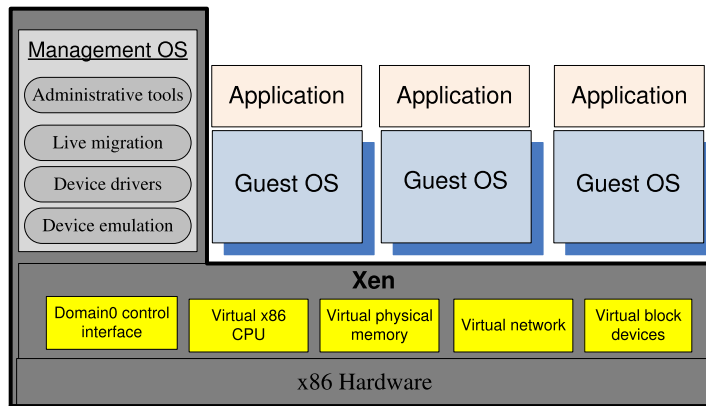 Management OS
Administrative tools
Live migration
Device drivers
Device emulation
Application
Application
Application
Guest OS
Guest OS
Guest OS
Xen
Domain0 control
interface
Virtual x86
CPU
Virtual physical
memory
Virtual network
Virtual block
devices
x86 Hardware